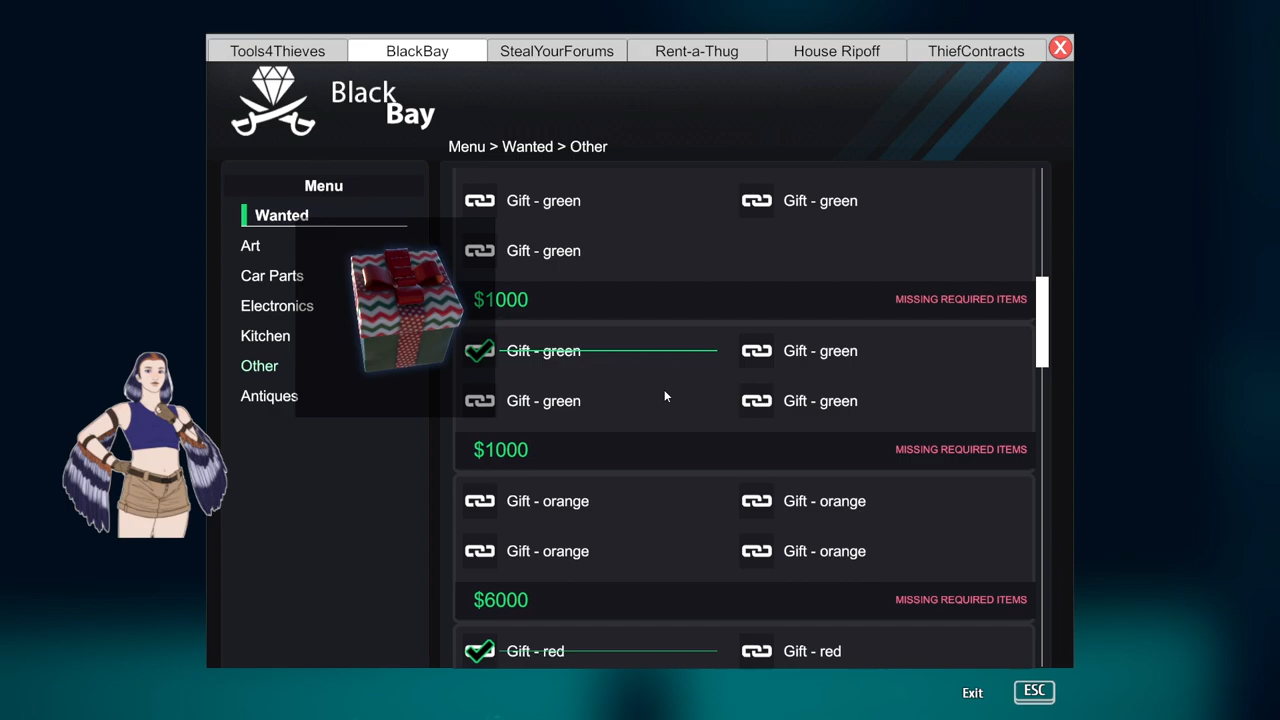 Tools4Thieves BlackBay StealYourForums Rent-a-Thug House Ripoff ThiefContracts X
Black
Bay
Menu > Wanted > Other
Menu
Wanted
Art
Car Parts
Electronics
Kitchen
Other
Antiques
Gift - green Gift - green
Gift - green
$1000 MISSING REQUIRED ITEMS
Gift - green Gift - green
Gift - green Gift - green
$1000 MISSING REQUIRED ITEMS
Gift - orange Gift - orange
Gift - orange Gift - orange
$6000 MISSING REQUIRED ITEMS
Gift - red Gift - red
Exit ESC